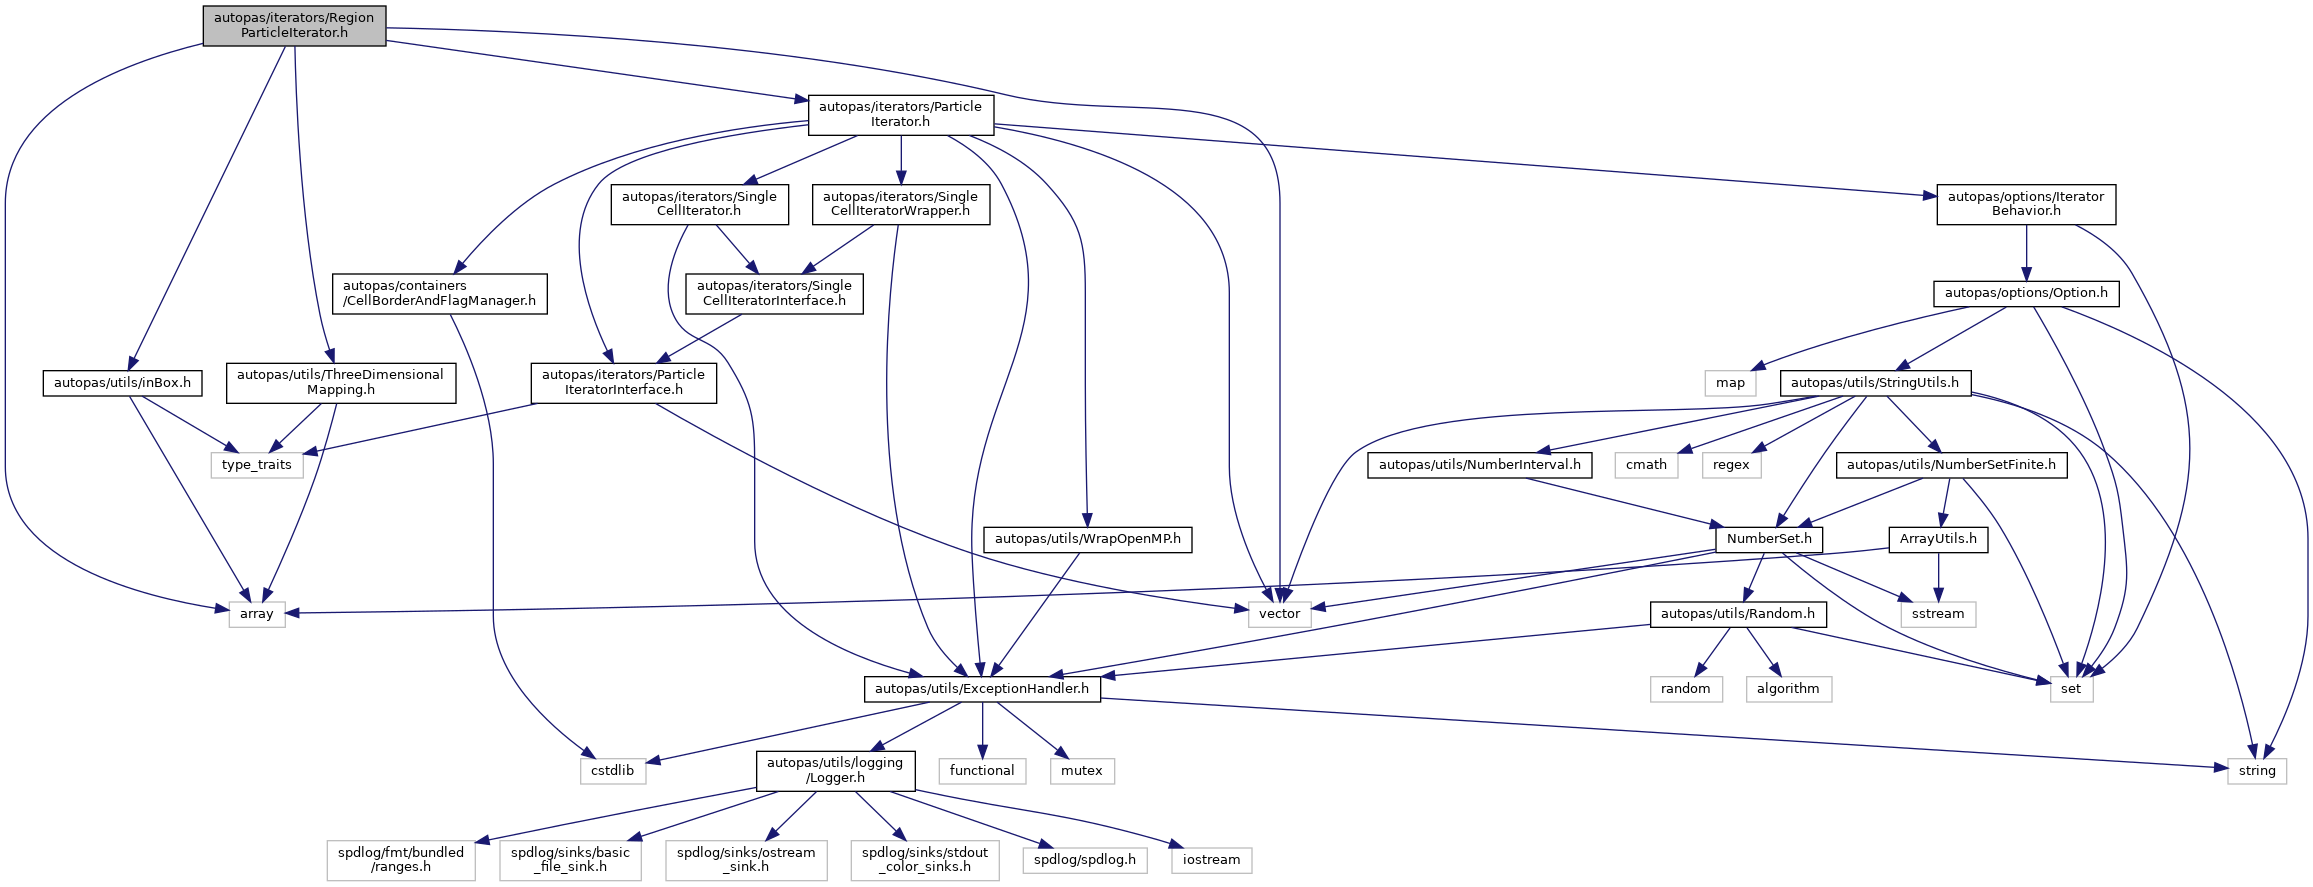 autopas/iterators/Region
ParticleIterator.h
autopas/iterators/Particle
Iterator.h
autopas/iterators/Single
CellIterator.h
autopas/iterators/Single
CellIteratorWrapper.h
autopas/options/Iterator
Behavior.h
autopas/containers
/CellBorderAndFlagManager.h
autopas/iterators/Single
CellIteratorInterface.h
autopas/options/Option.h
autopas/utils/inBox.h
autopas/utils/ThreeDimensional
Mapping.h
autopas/iterators/Particle
IteratorInterface.h
map
autopas/utils/StringUtils.h
type_traits
autopas/utils/NumberInterval.h
cmath
regex
autopas/utils/NumberSetFinite.h
autopas/utils/WrapOpenMP.h
NumberSet.h
ArrayUtils.h
array
vector
autopas/utils/Random.h
sstream
autopas/utils/ExceptionHandler.h
random
algorithm
set
cstdlib
autopas/utils/logging
/Logger.h
functional
mutex
string
spdlog/fmt/bundled
/ranges.h
spdlog/sinks/basic
_file_sink.h
spdlog/sinks/ostream
_sink.h
spdlog/sinks/stdout
_color_sinks.h
spdlog/spdlog.h
iostream